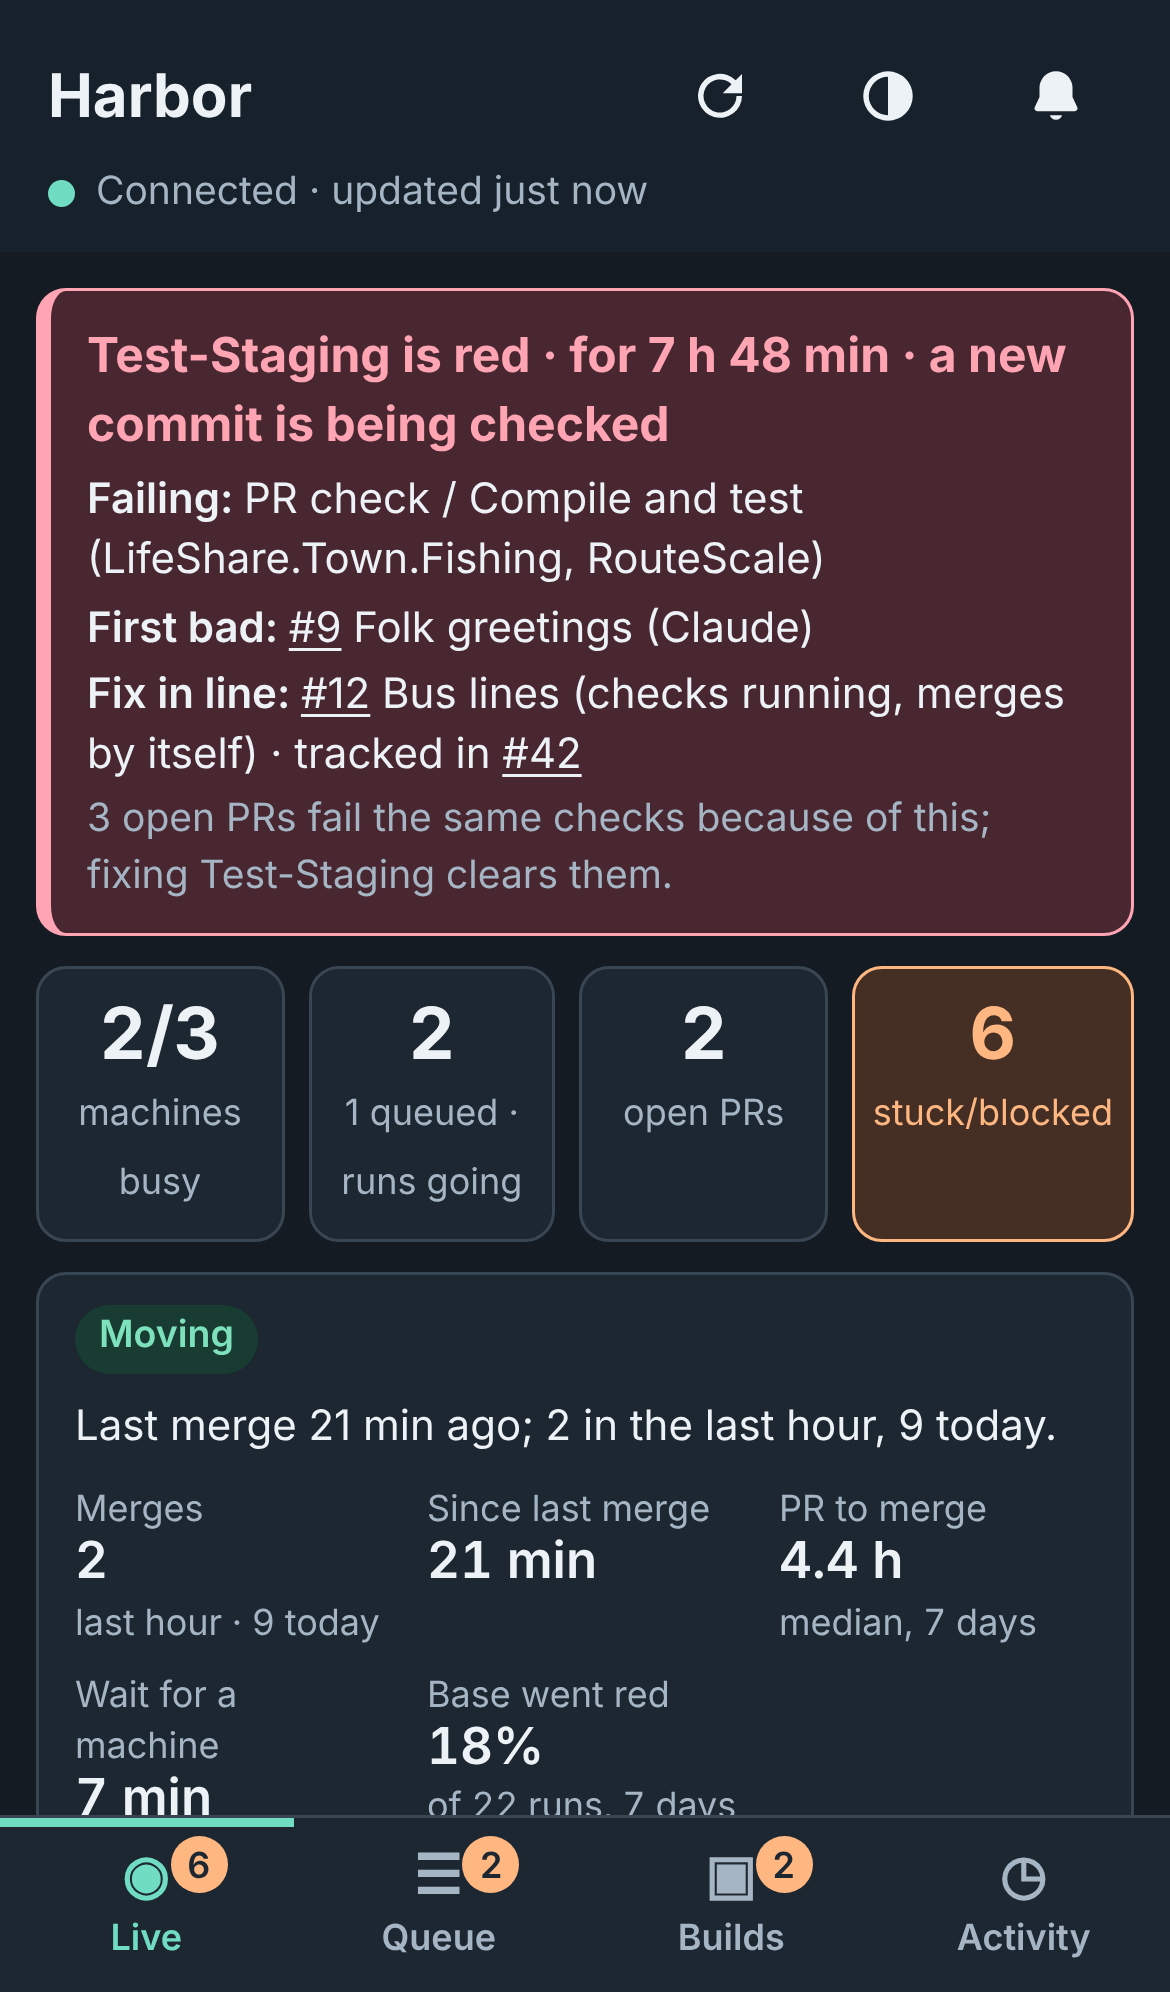 Harbor
Connected · updated just now
Test-Staging is red · for 7 h 48 min · a new
commit is being checked
Failing: PR check / Compile and test
(LifeShare.Town.Fishing, RouteScale)
First bad: #9 Folk greetings (Claude)
Fix in line: #12 Bus lines (checks running, merges
by itself) · tracked in #42
3 open PRs fail the same checks because of this;
fixing Test-Staging clears them.
2/3
machines
busy
2
1 queued ·
runs going
2
open PRs
6
stuck/blocked
Moving
Last merge 21 min ago; 2 in the last hour, 9 today.
Merges
2
last hour · 9 today
Since last merge
21 min
PR to merge
4.4 h
median, 7 days
Wait for a
machine
7 min
Base went red
18%
of 22 runs, 7 days
6
Live
2
Queue
2
Builds
Activity